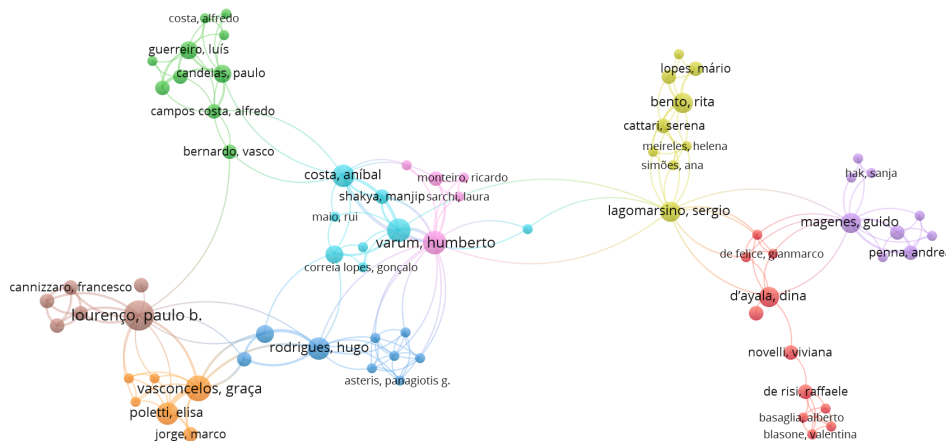 costa, alfredo
guerreiro, luís
candeias, paulo
campos costa, alfredo
bernardo, vasco
lopes, mário
bento, rita
cattari, serena
meireles, helena
simões, ana
costa, aníbal
monteiro, ricardo
shakya, manjip
sarchi, laura
maio, rui
varum, humberto
correia lopes, gonçalo
lagomarsino, sergio
hak, sanja
magenes, guido
penna, andrea
de felice, gianmarco
d'ayala, dina
cannizzaro, francesco
lourenço, paulo b.
rodrigues, hugo
asteris, panagiotis g.
vasconcelos, graça
poletti, elisa
jorge, marco
novelli, viviana
de risi, raffaele
basaglia, alberto
blasone, valentina